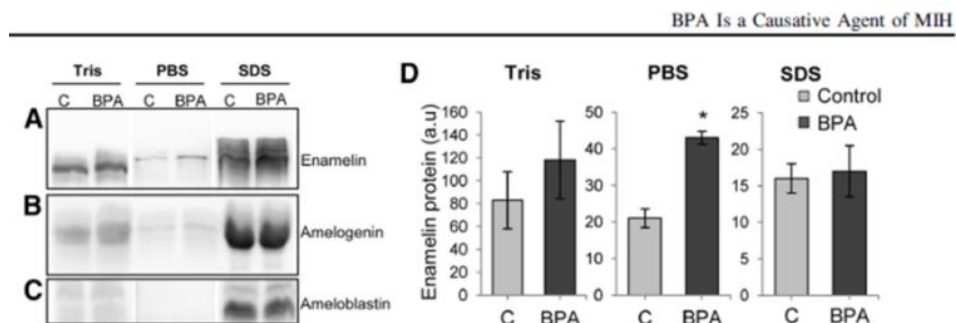 BPA Is a Causative Agent of MIH
Tris PBS SDS
C BPA C BPA C BPA
A
Enamelin
B
Amelogenin
C
Ameloblastin
D
Tris PBS SDS
Control
BPA
Enamelin protein (a.u)
160
140
120
100
80
60
40
20
0
C BPA
50
40
30
20
10
0
*
C BPA
25
20
15
10
5
0
C BPA